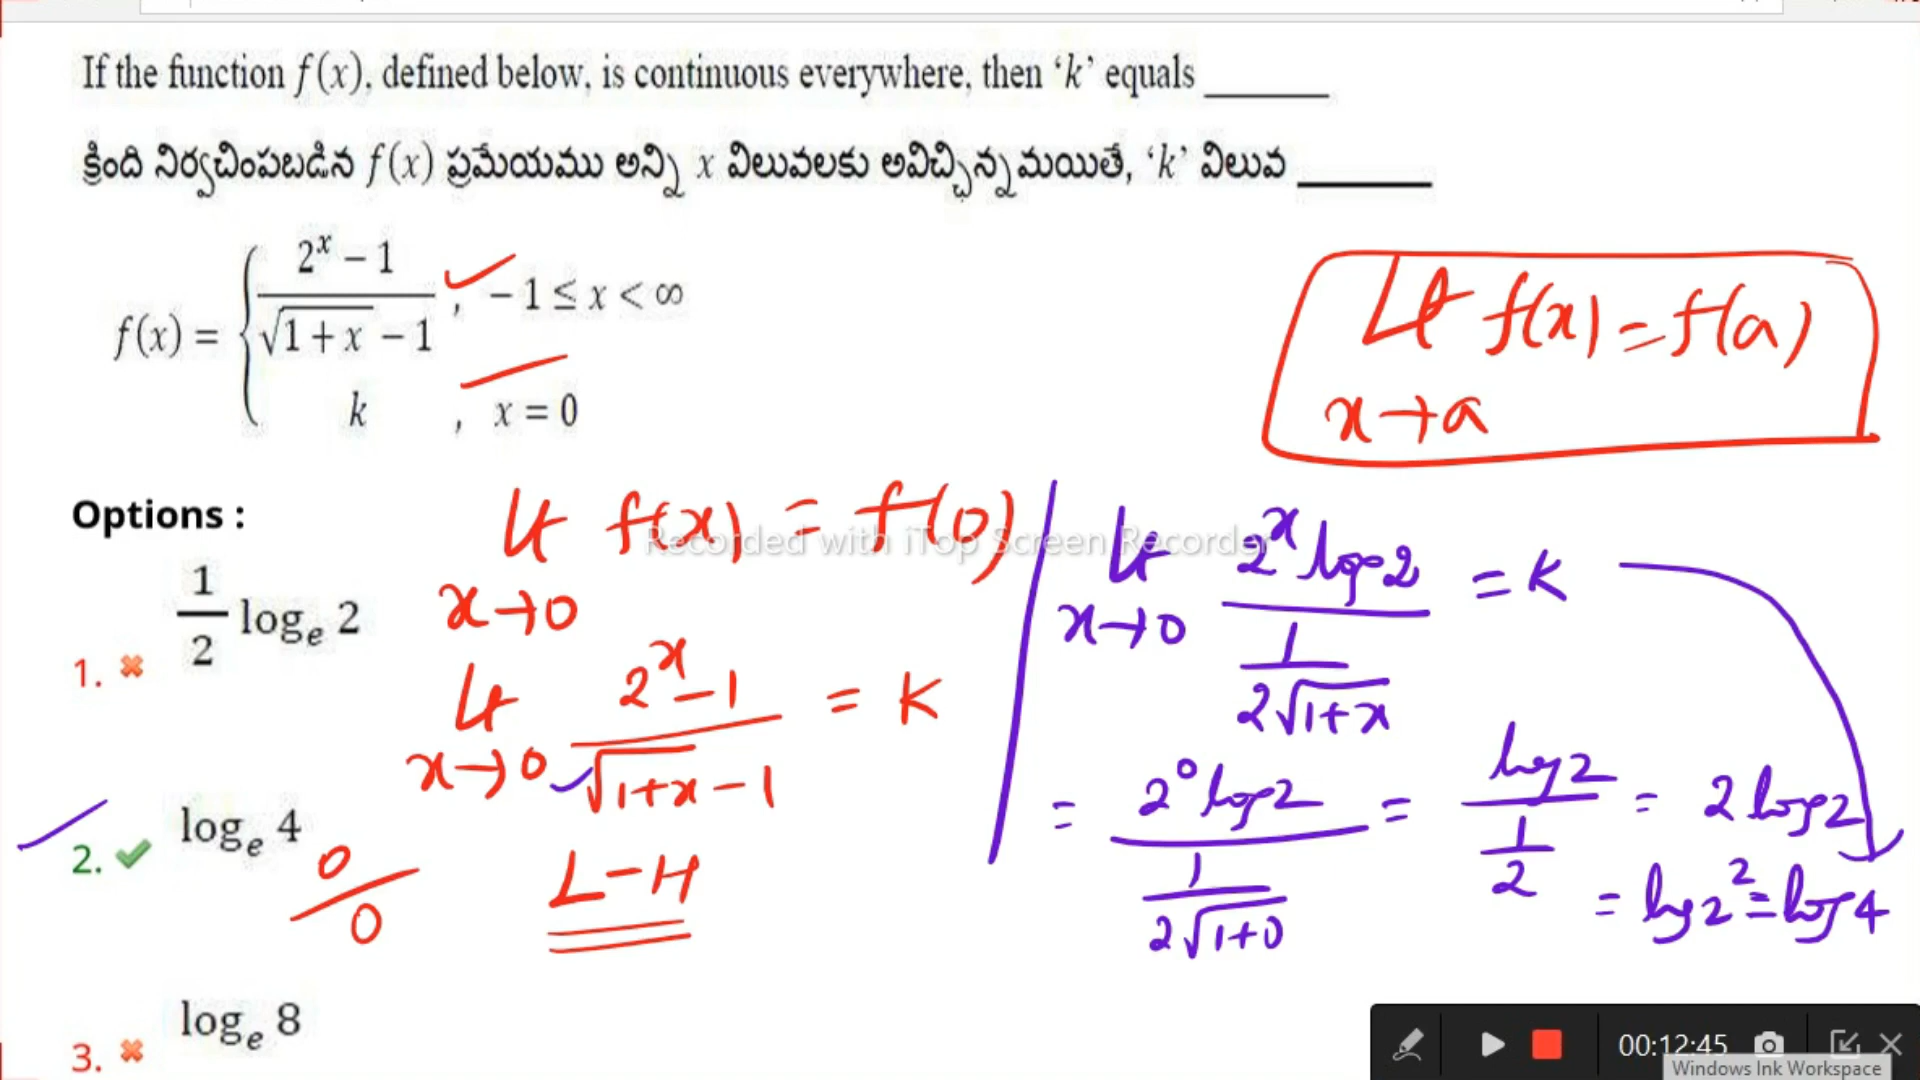 If the function f(x), defined below, is continuous everywhere, then ‘k’ equals ________
క్రింది నిర్వచింపబడిన f(x) ప్రమేయము అన్ని x విలువలకు అవిచ్ఛిన్నమయితే, ‘k’ విలువ ________
f(x) = { (2^x − 1)/(√(1+x) − 1) , −1 ≤ x < ∞
k , x = 0
Lt f(x) = f(a)
x→a
Options :
1. 1/2 log_e 2
2. log_e 4
3. log_e 8
Lt f(x) = f(0)
x→0
Lt (2^x − 1)/(√(1+x) − 1) = K
x→0
0/0
L-H
Lt (2^x log 2)/(1/(2√(1+x))) = K
x→0
= (2^0 log 2)/(1/(2√(1+0))) = (log 2)/(1/2) = 2 log 2
= log 2^2 = log 4
Recorded with iTop Screen Recorder
00:12:45
Windows Ink Workspace